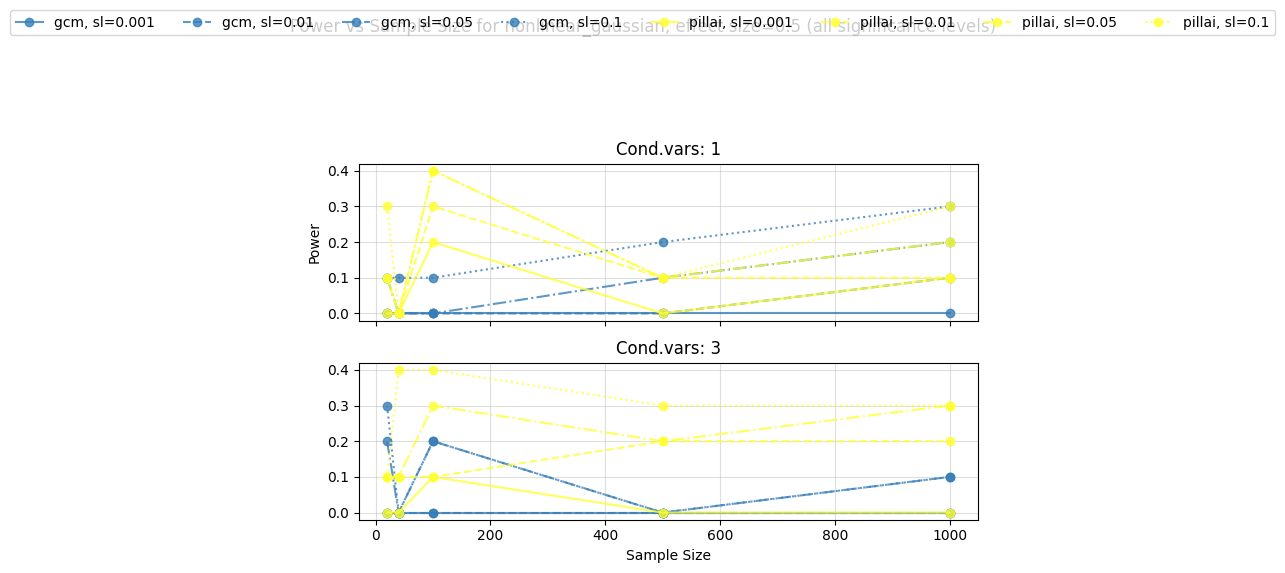 Power vs Sample Size for nonlinear_gaussian, effect size=0.5 (all significance levels)
gcm, sl=0.001 gcm, sl=0.01 gcm, sl=0.05 gcm, sl=0.1 pillai, sl=0.001 pillai, sl=0.01 pillai, sl=0.05 pillai, sl=0.1
Cond.vars: 1
0.4
0.3
0.2
0.1
0.0
Power
Cond.vars: 3
0.4
0.3
0.2
0.1
0.0
0 200 400 600 800 1000
Sample Size